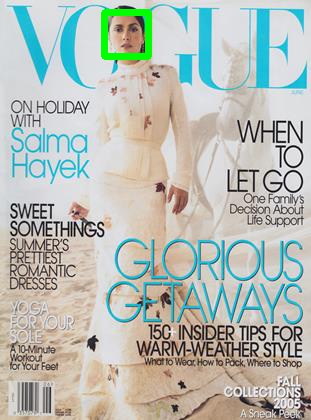 VOGUE
JUNE
ON HOLIDAY
WITH
Salma
Hayek
WHEN
TO
LET GO
One Family's
Decision About
Life Support
SWEET
SOMETHINGS
SUMMER'S
PRETTIEST
ROMANTIC
DRESSES
GLORIOUS
GETAWAYS
156 INSIDER TIPS FOR
WARM-WEATHER STYLE
What to Wear, How to Pack, Where to Shop
YOGA
FOR YOUR
SOLE
A 10-Minute
Workout
for Your Feet
FALL
COLLECTIONS
2005
A Sneak Peek